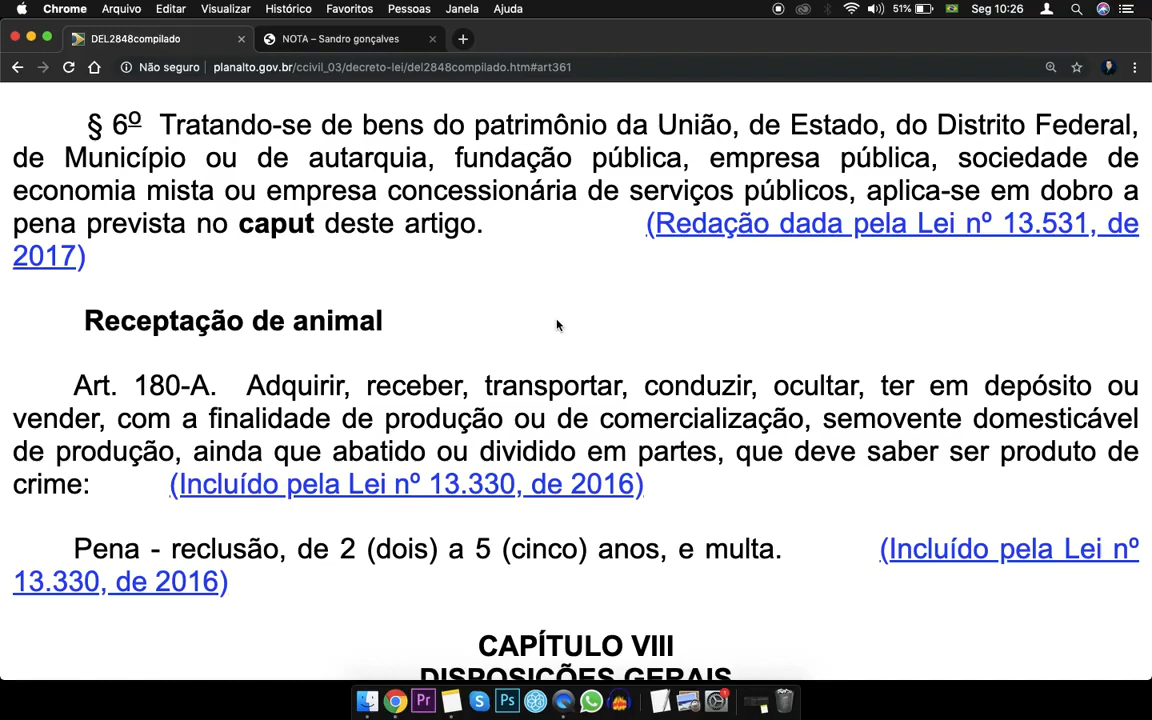 Chrome Arquivo Editar Visualizar Histórico Favoritos Pessoas Janela Ajuda 51% Seg 10:26
DEL2848compilado NOTA – Sandro gonçalves
Não seguro planalto.gov.br/ccivil_03/decreto-lei/del2848compilado.htm#art361
§ 6º Tratando-se de bens do patrimônio da União, de Estado, do Distrito Federal,
de Município ou de autarquia, fundação pública, empresa pública, sociedade de
economia mista ou empresa concessionária de serviços públicos, aplica-se em dobro a
pena prevista no caput deste artigo. (Redação dada pela Lei nº 13.531, de
2017)
Receptação de animal
Art. 180-A. Adquirir, receber, transportar, conduzir, ocultar, ter em depósito ou
vender, com a finalidade de produção ou de comercialização, semovente domesticável
de produção, ainda que abatido ou dividido em partes, que deve saber ser produto de
crime: (Incluído pela Lei nº 13.330, de 2016)
Pena - reclusão, de 2 (dois) a 5 (cinco) anos, e multa. (Incluído pela Lei nº
13.330, de 2016)
CAPÍTULO VIII
DISPOSIÇÕES GERAIS
Pr Ps